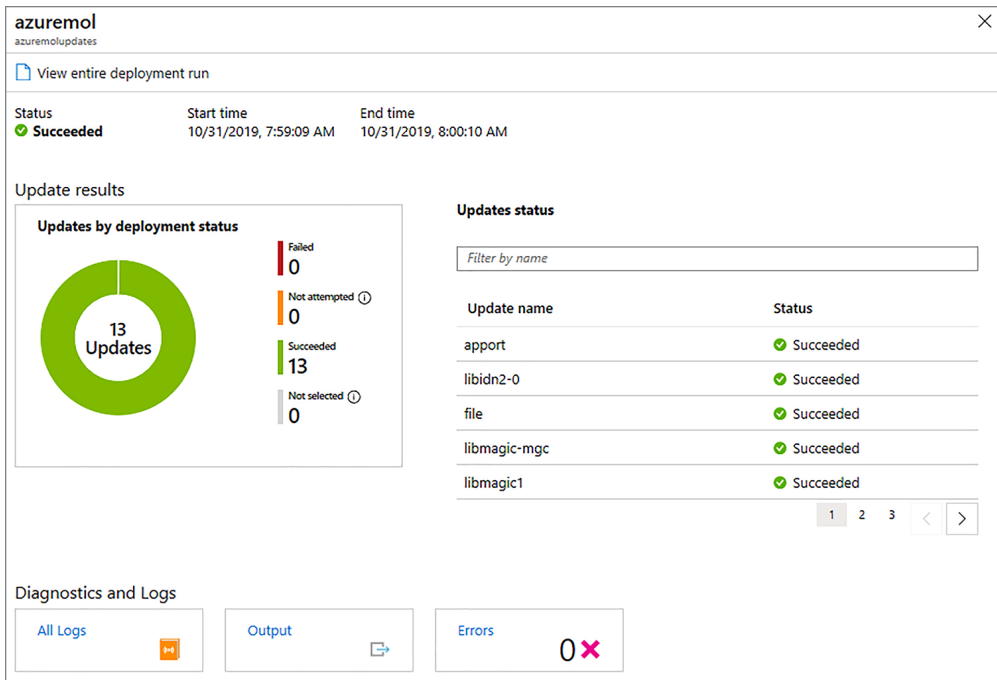 azuremol
azuremolupdates
View entire deployment run
Status Start time End time
Succeeded 10/31/2019, 7:59:09 AM 10/31/2019, 8:00:10 AM
Update results
Updates by deployment status
13
Updates
Failed
0
Not attempted
0
Succeeded
13
Not selected
0
Updates status
Filter by name
Update name Status
apport Succeeded
libidn2-0 Succeeded
file Succeeded
libmagic-mgc Succeeded
libmagic1 Succeeded
1 2 3
Diagnostics and Logs
All Logs
Output
Errors
0